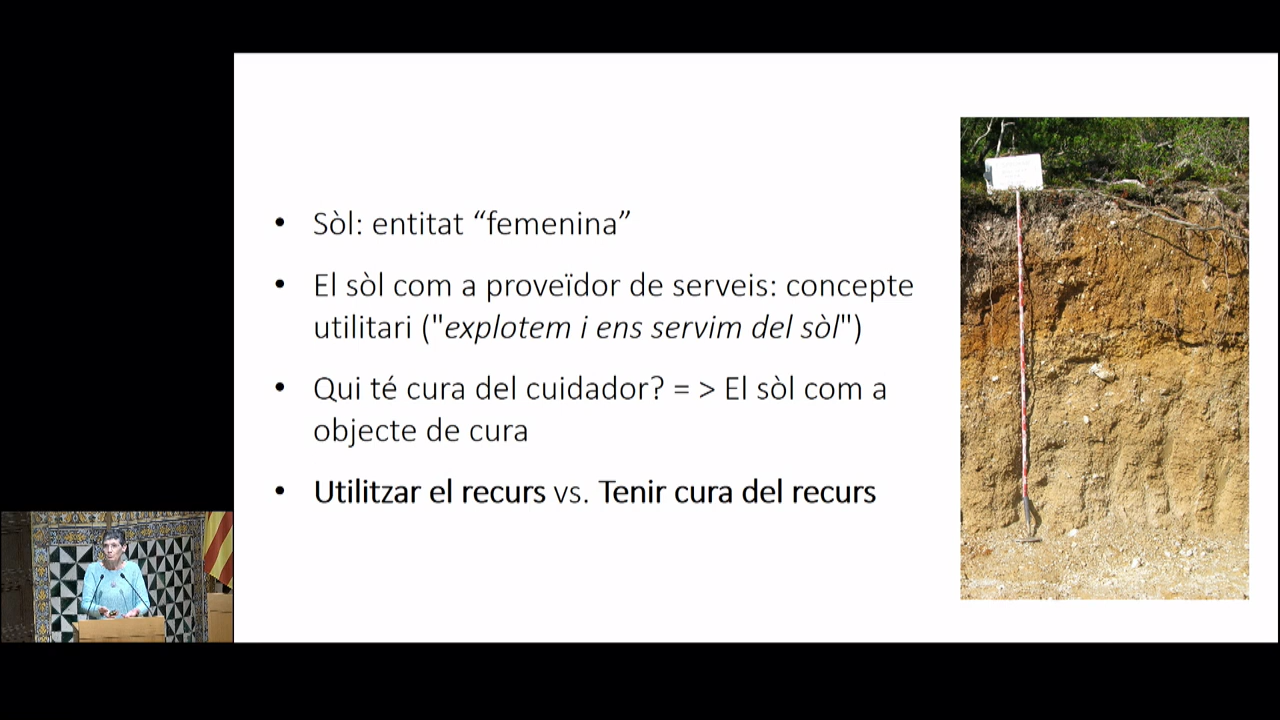 • Sòl: entitat “femenina”
• El sòl com a proveïdor de serveis: concepte
utilitari ("explotem i ens servim del sòl")
• Qui té cura del cuidador? = > El sòl com a
objecte de cura
• Utilitzar el recurs vs. Tenir cura del recurs